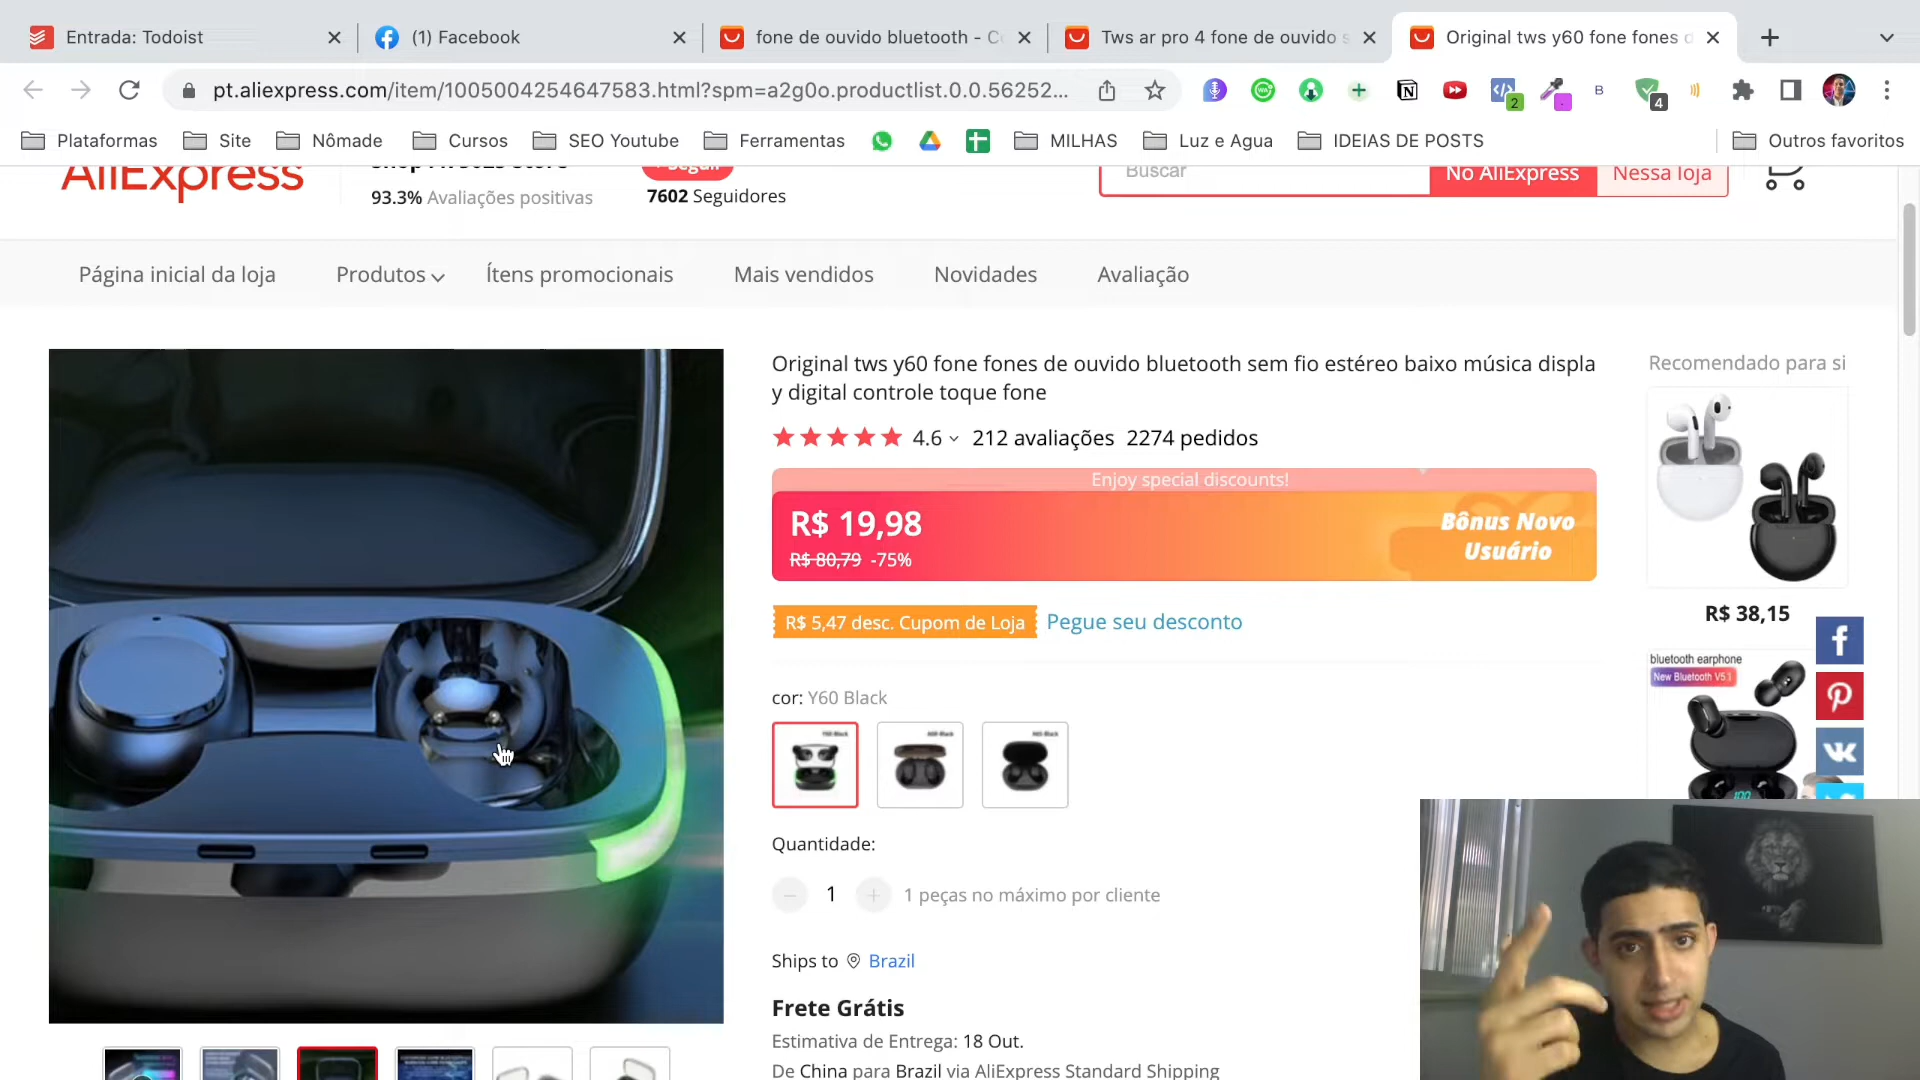 Entrada: Todoist
(1) Facebook
fone de ouvido bluetooth - C
Tws ar pro 4 fone de ouvido s
Original tws y60 fone fones d
pt.aliexpress.com/item/1005004254647583.html?spm=a2g0o.productlist.0.0.56252...
2
B
4
Plataformas
Site
Nômade
Cursos
SEO Youtube
Ferramentas
MILHAS
Luz e Agua
IDEIAS DE POSTS
Outros favoritos
AliExpress
93.3% Avaliações positivas
7602 Seguidores
Buscar
No AliExpress
Nessa loja
Página inicial da loja
Produtos
Ítens promocionais
Mais vendidos
Novidades
Avaliação
Original tws y60 fone fones de ouvido bluetooth sem fio estéreo baixo música displa
y digital controle toque fone
4.6
212 avaliações
2274 pedidos
Enjoy special discounts!
R$ 19,98
R$ 80,79 -75%
Bônus Novo
Usuário
R$ 5,47 desc. Cupom de Loja
Pegue seu desconto
cor: Y60 Black
Quantidade:
1
1 peças no máximo por cliente
Ships to
Brazil
Frete Grátis
Estimativa de Entrega: 18 Out.
De China para Brazil via AliExpress Standard Shipping
Recomendado para si
R$ 38,15
bluetooth earphone
New Bluetooth V5.1